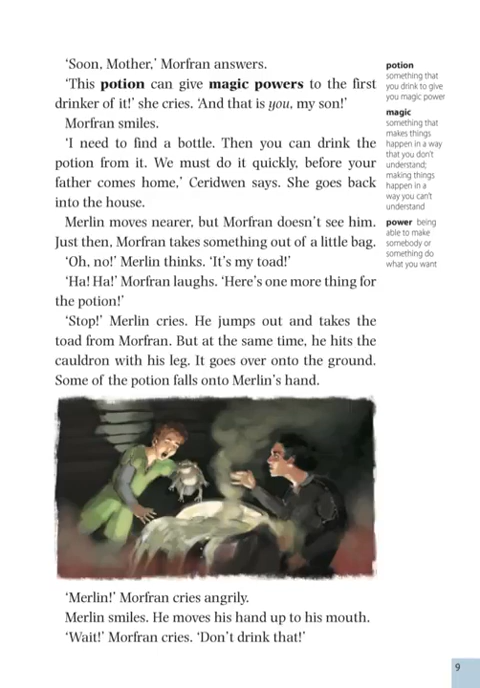 ‘Soon, Mother,’ Morfran answers.
‘This potion can give magic powers to the first
drinker of it!’ she cries. ‘And that is you, my son!’
Morfran smiles.
‘I need to find a bottle. Then you can drink the
potion from it. We must do it quickly, before your
father comes home,’ Ceridwen says. She goes back
into the house.
Merlin moves nearer, but Morfran doesn’t see him.
Just then, Morfran takes something out of a little bag.
‘Oh, no!’ Merlin thinks. ‘It’s my toad!’
‘Ha! Ha!’ Morfran laughs. ‘Here’s one more thing for
the potion!’
‘Stop!’ Merlin cries. He jumps out and takes the
toad from Morfran. But at the same time, he hits the
cauldron with his leg. It goes over onto the ground.
Some of the potion falls onto Merlin’s hand.
‘Merlin!’ Morfran cries angrily.
Merlin smiles. He moves his hand up to his mouth.
‘Wait!’ Morfran cries. ‘Don’t drink that!’
potion
something that
you drink to give
you magic power
magic
something that
makes things
happen in a way
that you don’t
understand;
making things
happen in a
way you can’t
understand
power being
able to make
somebody or
something do
what you want
9